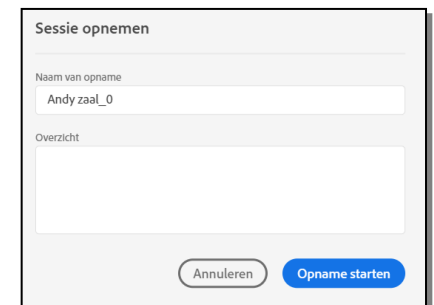 Sessie opnemen
Naam van opname
Andy zaal_0
Overzicht
Annuleren Opname starten